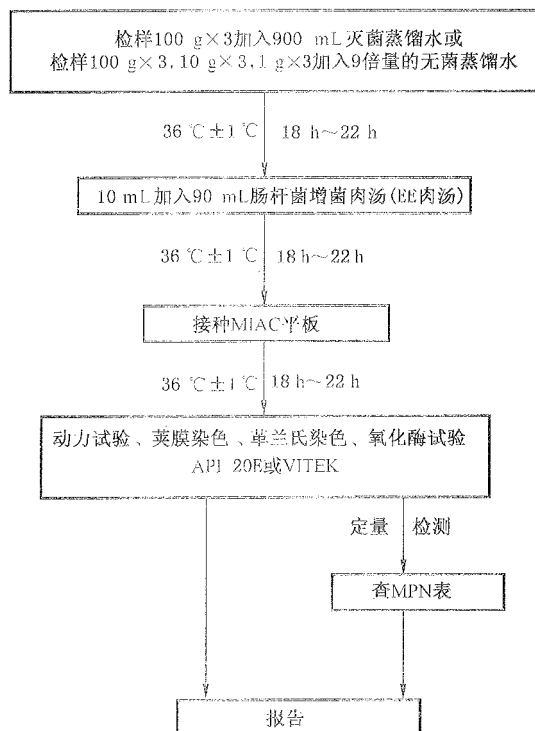 检样100 g×3加入900 mL灭菌蒸馏水或
检样100 g×3,10 g×3,1 g×3加入9倍量的无菌蒸馏水
36 ℃±1 ℃ 18 h~22 h
10 mL加入90 mL肠杆菌增菌肉汤(EE肉汤)
36 ℃±1 ℃ 18 h~22 h
接种MIAC平板
36 ℃±1 ℃ 18 h~22 h
动力试验、荚膜染色、革兰氏染色、氧化酶试验
API 20E或VITEK
定量 检测
查MPN表
报告